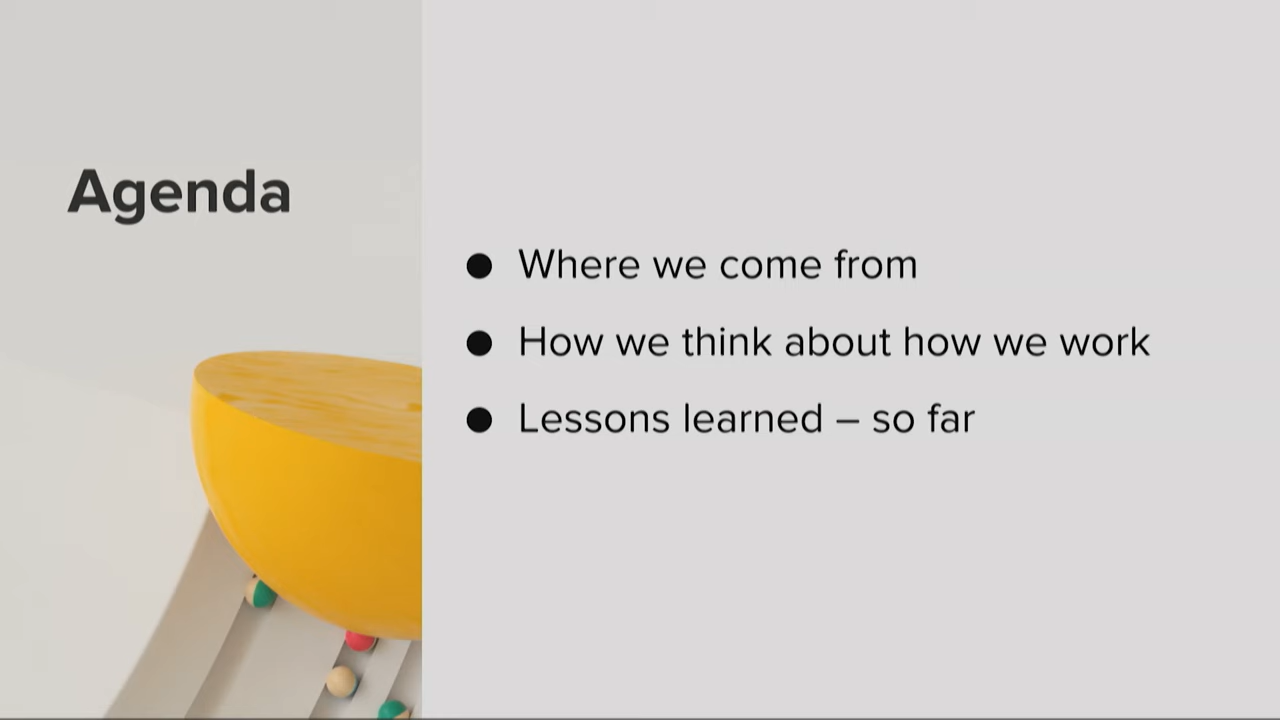 Agenda
● Where we come from
● How we think about how we work
● Lessons learned – so far